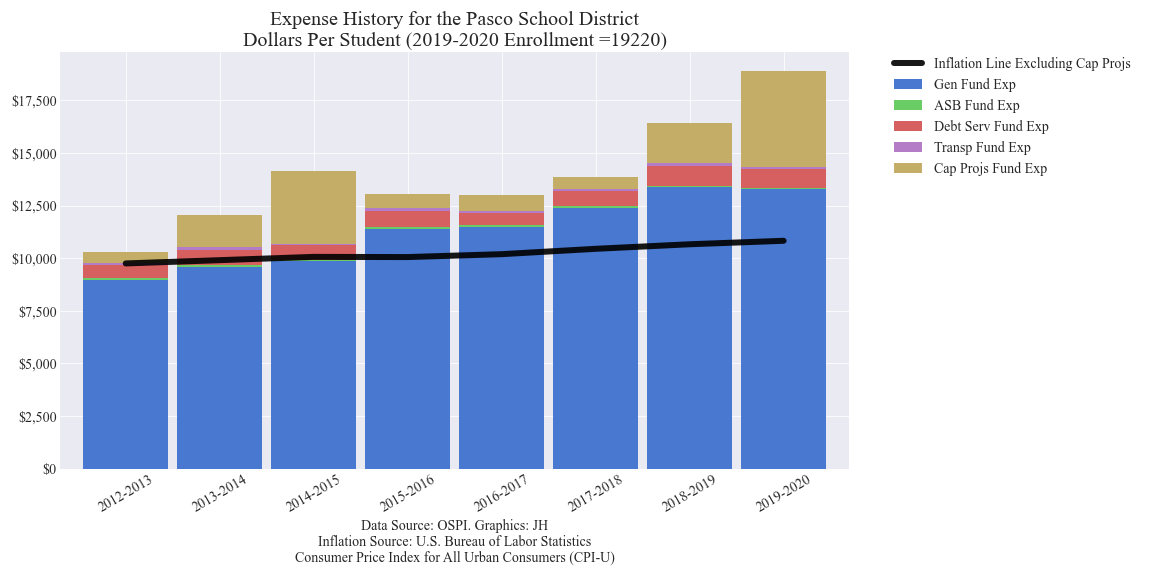 Expense History for the Pasco School District
Dollars Per Student (2019-2020 Enrollment =19220)
Inflation Line Excluding Cap Projs
Gen Fund Exp
ASB Fund Exp
Debt Serv Fund Exp
Transp Fund Exp
Cap Projs Fund Exp
$17,500
$15,000
$12,500
$10,000
$7,500
$5,000
$2,500
$0
2012-2013
2013-2014
2014-2015
2015-2016
2016-2017
2017-2018
2018-2019
2019-2020
Data Source: OSPI. Graphics: JH
Inflation Source: U.S. Bureau of Labor Statistics
Consumer Price Index for All Urban Consumers (CPI-U)